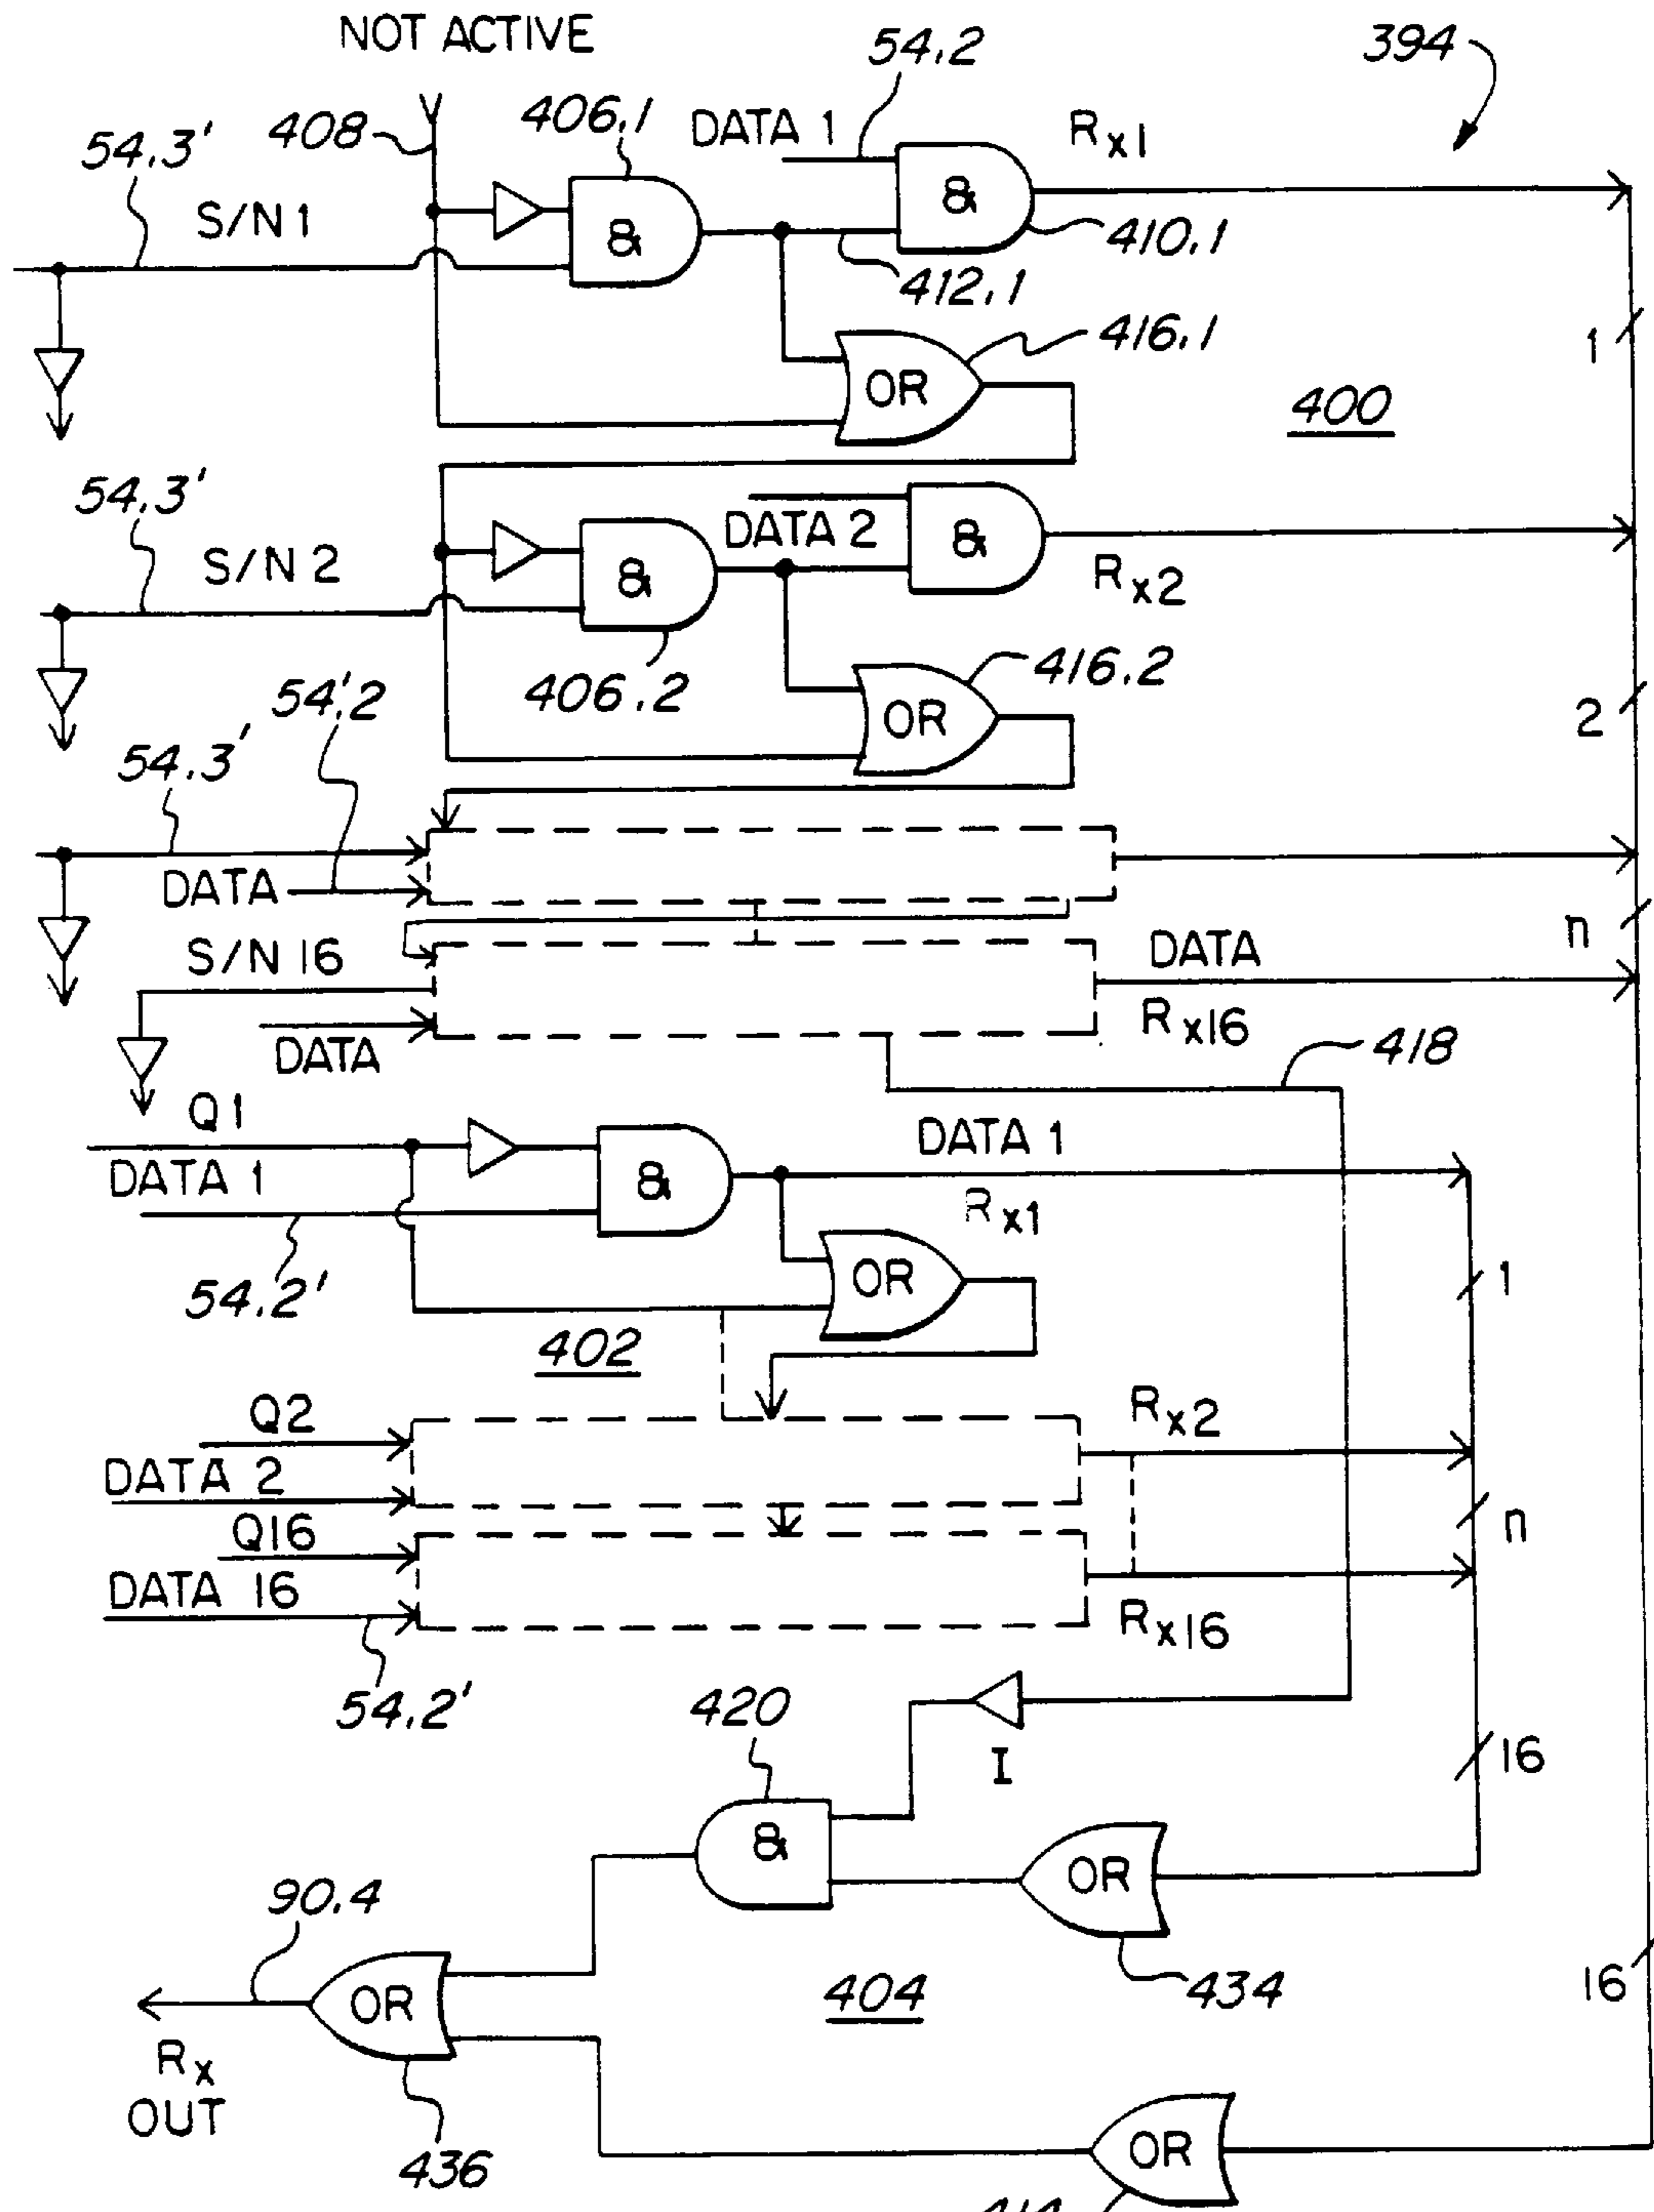 NOT ACTIVE
54.2
394
408
406.1
DATA 1
Rx1
54.3'
S/N 1
&
&
410.1
412.1
416.1
1
OR
400
54.3'
S/N 2
DATA 2
&
&
Rx2
406.2
416.2
54'.2
OR
2
54.3'
DATA
n
S/N 16
DATA
Rx16
DATA
418
Q1
DATA 1
DATA 1
&
Rx1
54.2'
OR
1
402
Q2
Rx2
DATA 2
Q16
n
DATA 16
Rx16
54.2'
420
I
16
&
OR
90.4
434
404
16
OR
Rx
OUT
436
OR